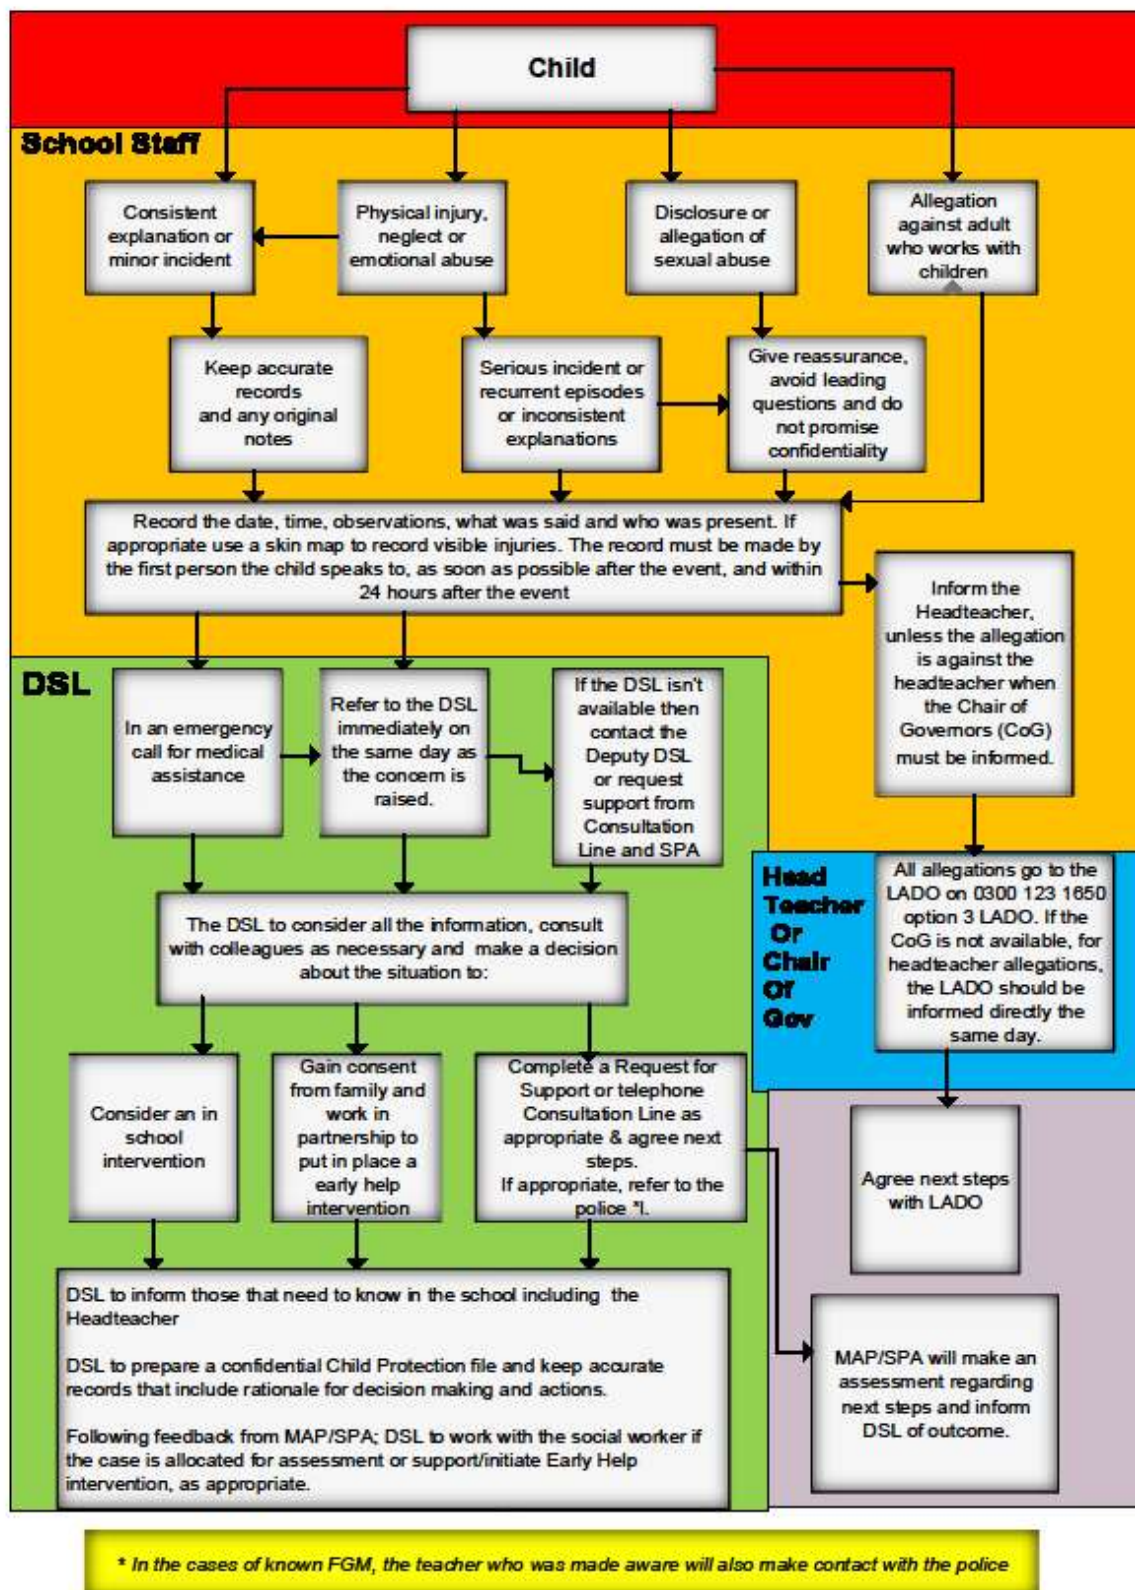 Child
School Staff
Consistent
explanation or
minor incident
Physical injury,
neglect or
emotional abuse
Disclosure or
allegation of
sexual abuse
Allegation
against adult
who works with
children
Keep accurate
records
and any original
notes
Serious incident or
recurrent episodes
or inconsistent
explanations
Give reassurance,
avoid leading
questions and do
not promise
confidentiality
Record the date, time, observations, what was said and who was present. If
appropriate use a skin map to record visible injuries. The record must be made by
the first person the child speaks to, as soon as possible after the event, and within
24 hours after the event
Inform the
Headteacher,
unless the allegation
is against the
headteacher when
the Chair of
Governors (CoG)
must be informed.
DSL
In an emergency
call for medical
assistance
Refer to the DSL
immediately on
the same day as
the concern is
raised.
If the DSL isn't
available then
contact the
Deputy DSL
or request
support from
Consultation
Line and SPA
Head
Teacher
Or
Chair
Of
Gov
All allegations go to the
LADO on 0300 123 1650
option 3 LADO. If the
CoG is not available, for
headteacher allegations,
the LADO should be
informed directly the
same day.
The DSL to consider all the information, consult
with colleagues as necessary and make a decision
about the situation to:
Consider an in
school
intervention
Gain consent
from family and
work in
partnership to
put in place a
early help
intervention
Complete a Request for
Support or telephone
Consultation Line as
appropriate & agree next
steps.
If appropriate, refer to the
police *l.
Agree next steps
with LADO
DSL to inform those that need to know in the school including the
Headteacher
DSL to prepare a confidential Child Protection file and keep accurate
records that include rationale for decision making and actions.
Following feedback from MAP/SPA; DSL to work with the social worker if
the case is allocated for assessment or support/initiate Early Help
intervention, as appropriate.
MAP/SPA will make an
assessment regarding
next steps and inform
DSL of outcome.
* In the cases of known FGM, the teacher who was made aware will also make contact with the police